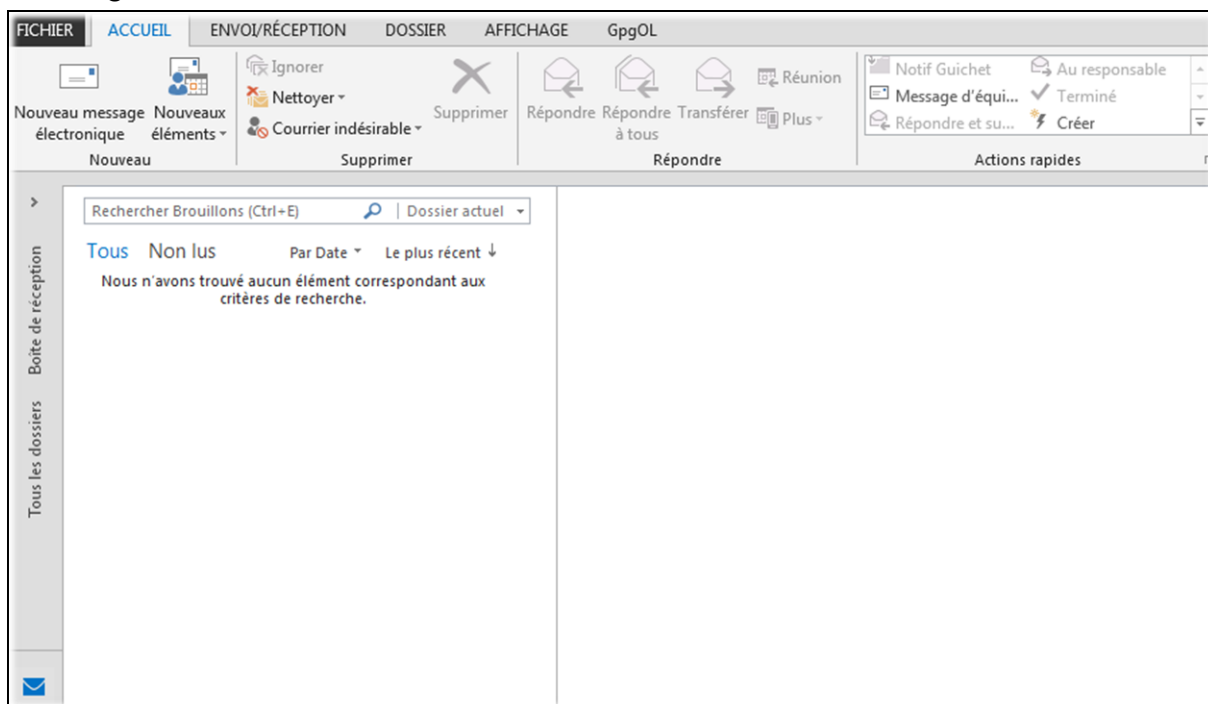 FICHIER ACCUEIL ENVOI/RÉCEPTION DOSSIER AFFICHAGE GpgOL
Nouveau message
électronique
Nouveaux
éléments
Nouveau
Ignorer
Nettoyer
Courrier indésirable
Supprimer
Supprimer
Répondre
Répondre
à tous
Transférer
Réunion
Plus
Répondre
Notif Guichet
Message d'équi...
Répondre et su...
Au responsable
Terminé
Créer
Actions rapides
Rechercher Brouillons (Ctrl+E) Dossier actuel
Tous Non lus Par Date Le plus récent
Nous n'avons trouvé aucun élément correspondant aux
critères de recherche.
Boîte de réception
Tous les dossiers